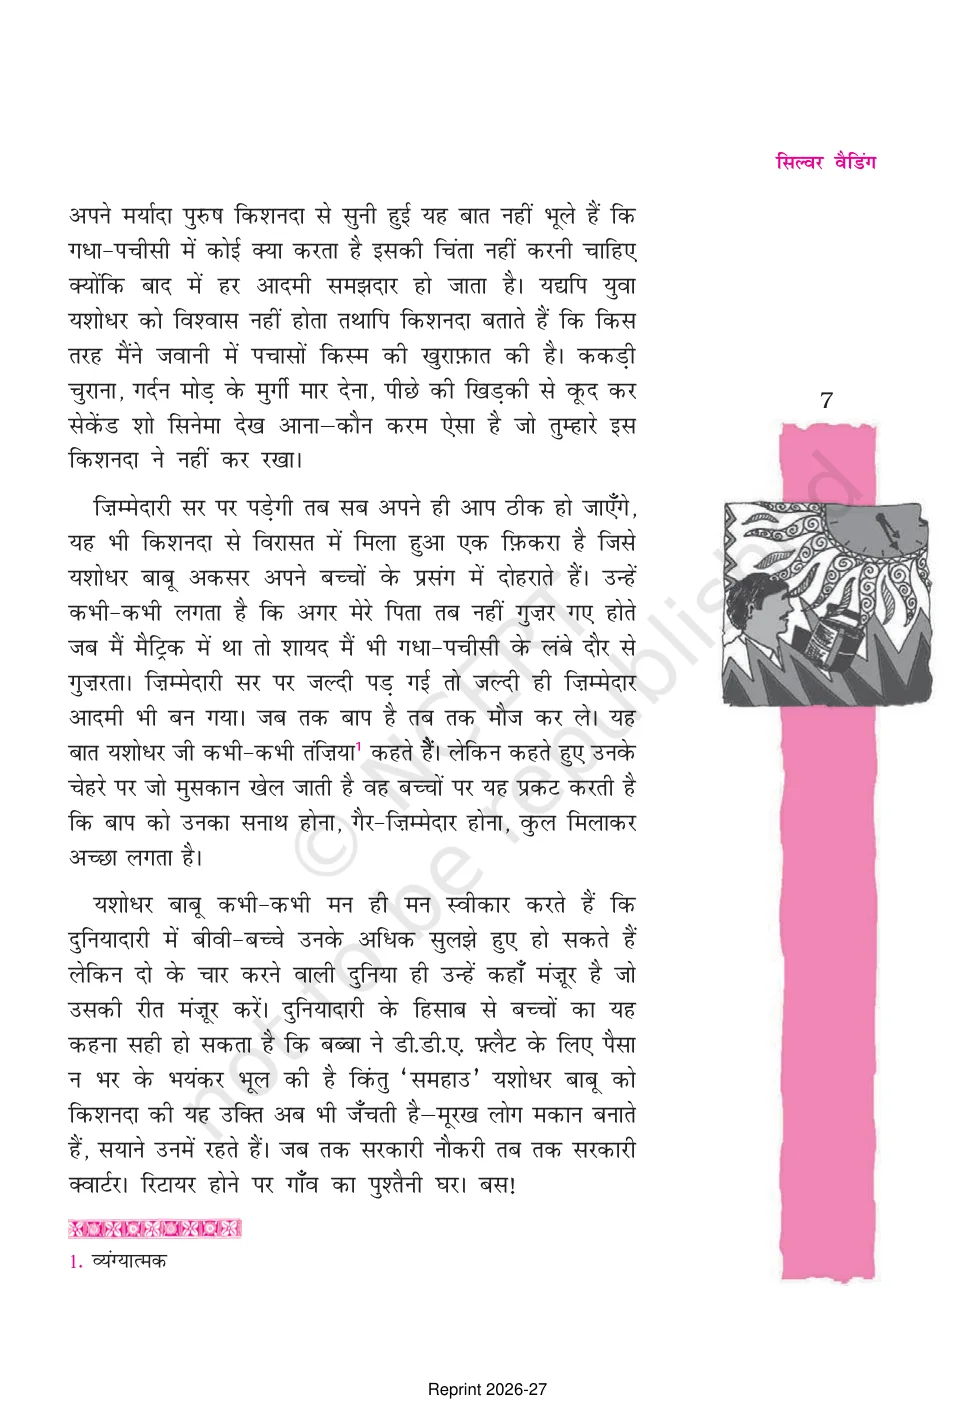 सिल्वर वैडिंग
अपने मर्यादा पुरुष किशनदा से सुनी हुई यह बात नहीं भूले हैं कि
गधा-पचीसी में कोई क्या करता है इसकी चिंता नहीं करनी चाहिए
क्योंकि बाद में हर आदमी समझदार हो जाता है। यद्यपि युवा
यशोधर को विश्वास नहीं होता तथापि किशनदा बताते हैं कि किस
तरह मैंने जवानी में पचासों किस्म की खुराफ़ात की है। ककड़ी
चुराना, गर्दन मोड़ के मुर्गी मार देना, पीछे की खिड़की से कूद कर
सेकेंड शो सिनेमा देख आना–कौन करम ऐसा है जो तुम्हारे इस
किशनदा ने नहीं कर रखा।
7
ज़िम्मेदारी सर पर पड़ेगी तब सब अपने ही आप ठीक हो जाएँगे,
यह भी किशनदा से विरासत में मिला हुआ एक फ़िकरा है जिसे
यशोधर बाबू अकसर अपने बच्चों के प्रसंग में दोहराते हैं। उन्हें
कभी-कभी लगता है कि अगर मेरे पिता तब नहीं गुज़र गए होते
जब मैं मैट्रिक में था तो शायद मैं भी गधा-पचीसी के लंबे दौर से
गुज़रता। ज़िम्मेदारी सर पर जल्दी पड़ गई तो जल्दी ही ज़िम्मेदार
आदमी भी बन गया। जब तक बाप है तब तक मौज कर ले। यह
बात यशोधर जी कभी-कभी तंज़िया1 कहते हैं। लेकिन कहते हुए उनके
चेहरे पर जो मुसकान खेल जाती है वह बच्चों पर यह प्रकट करती है
कि बाप को उनका सनाथ होना, गैर-ज़िम्मेदार होना, कुल मिलाकर
अच्छा लगता है।
यशोधर बाबू कभी-कभी मन ही मन स्वीकार करते हैं कि
दुनियादारी में बीवी-बच्चे उनके अधिक सुलझे हुए हो सकते हैं
लेकिन दो के चार करने वाली दुनिया ही उन्हें कहाँ मंज़ूर है जो
उसकी रीत मंज़ूर करें। दुनियादारी के हिसाब से बच्चों का यह
कहना सही हो सकता है कि बब्बा ने डी.डी.ए. फ़्लैट के लिए पैसा
न भर के भयंकर भूल की है किंतु ‘समहाउ’ यशोधर बाबू को
किशनदा की यह उक्ति अब भी जँचती है–मूरख लोग मकान बनाते
हैं, सयाने उनमें रहते हैं। जब तक सरकारी नौकरी तब तक सरकारी
क्वार्टर। रिटायर होने पर गाँव का पुश्तैनी घर। बस!
1. व्यंग्यात्मक
© NCERT
not to be republished
Reprint 2026-27